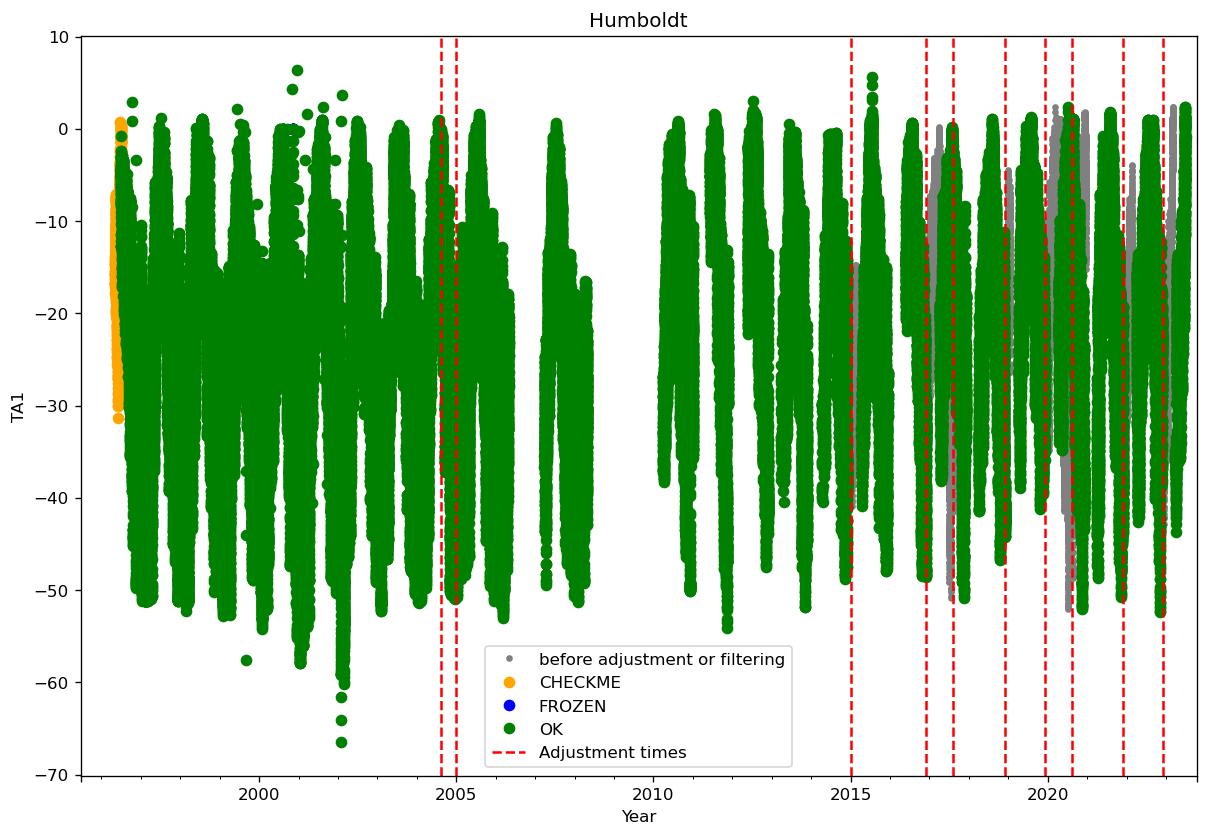 Humboldt
10
0
−10
−20
−30
−40
−50
−60
−70
TA1
before adjustment or filtering
CHECKME
FROZEN
OK
Adjustment times
2000
2005
2010
2015
2020
Year